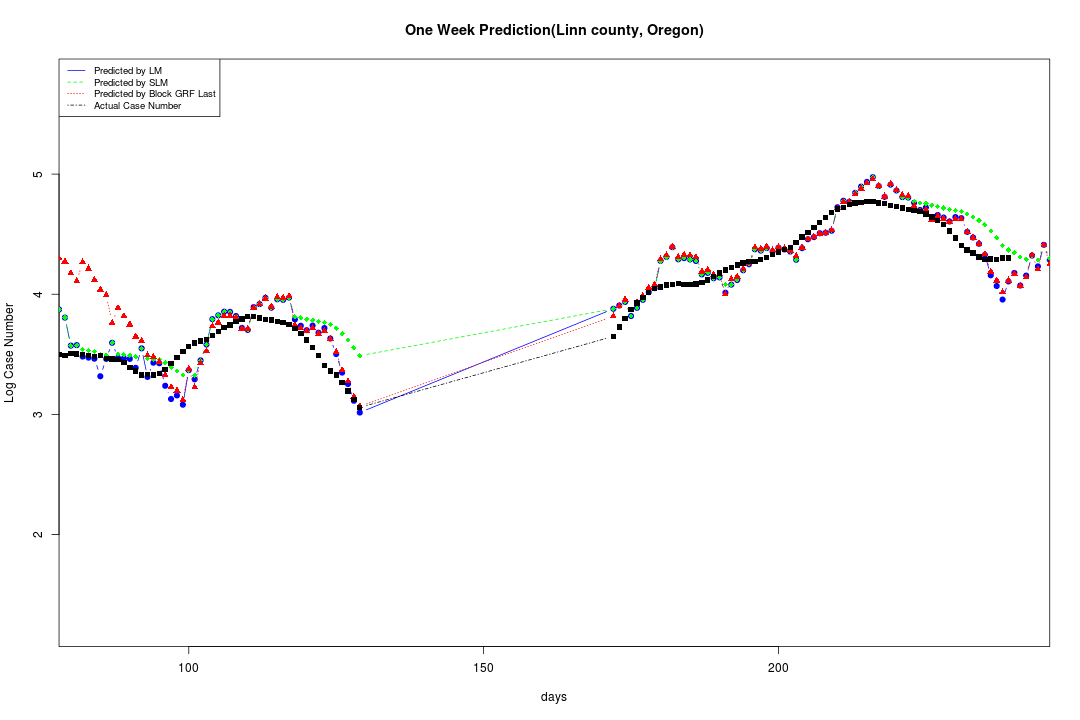 One Week Prediction(Linn county, Oregon)
Predicted by LM
Predicted by SLM
Predicted by Block GRF Last
Actual Case Number
5
4
3
2
Log Case Number
100
150
200
days